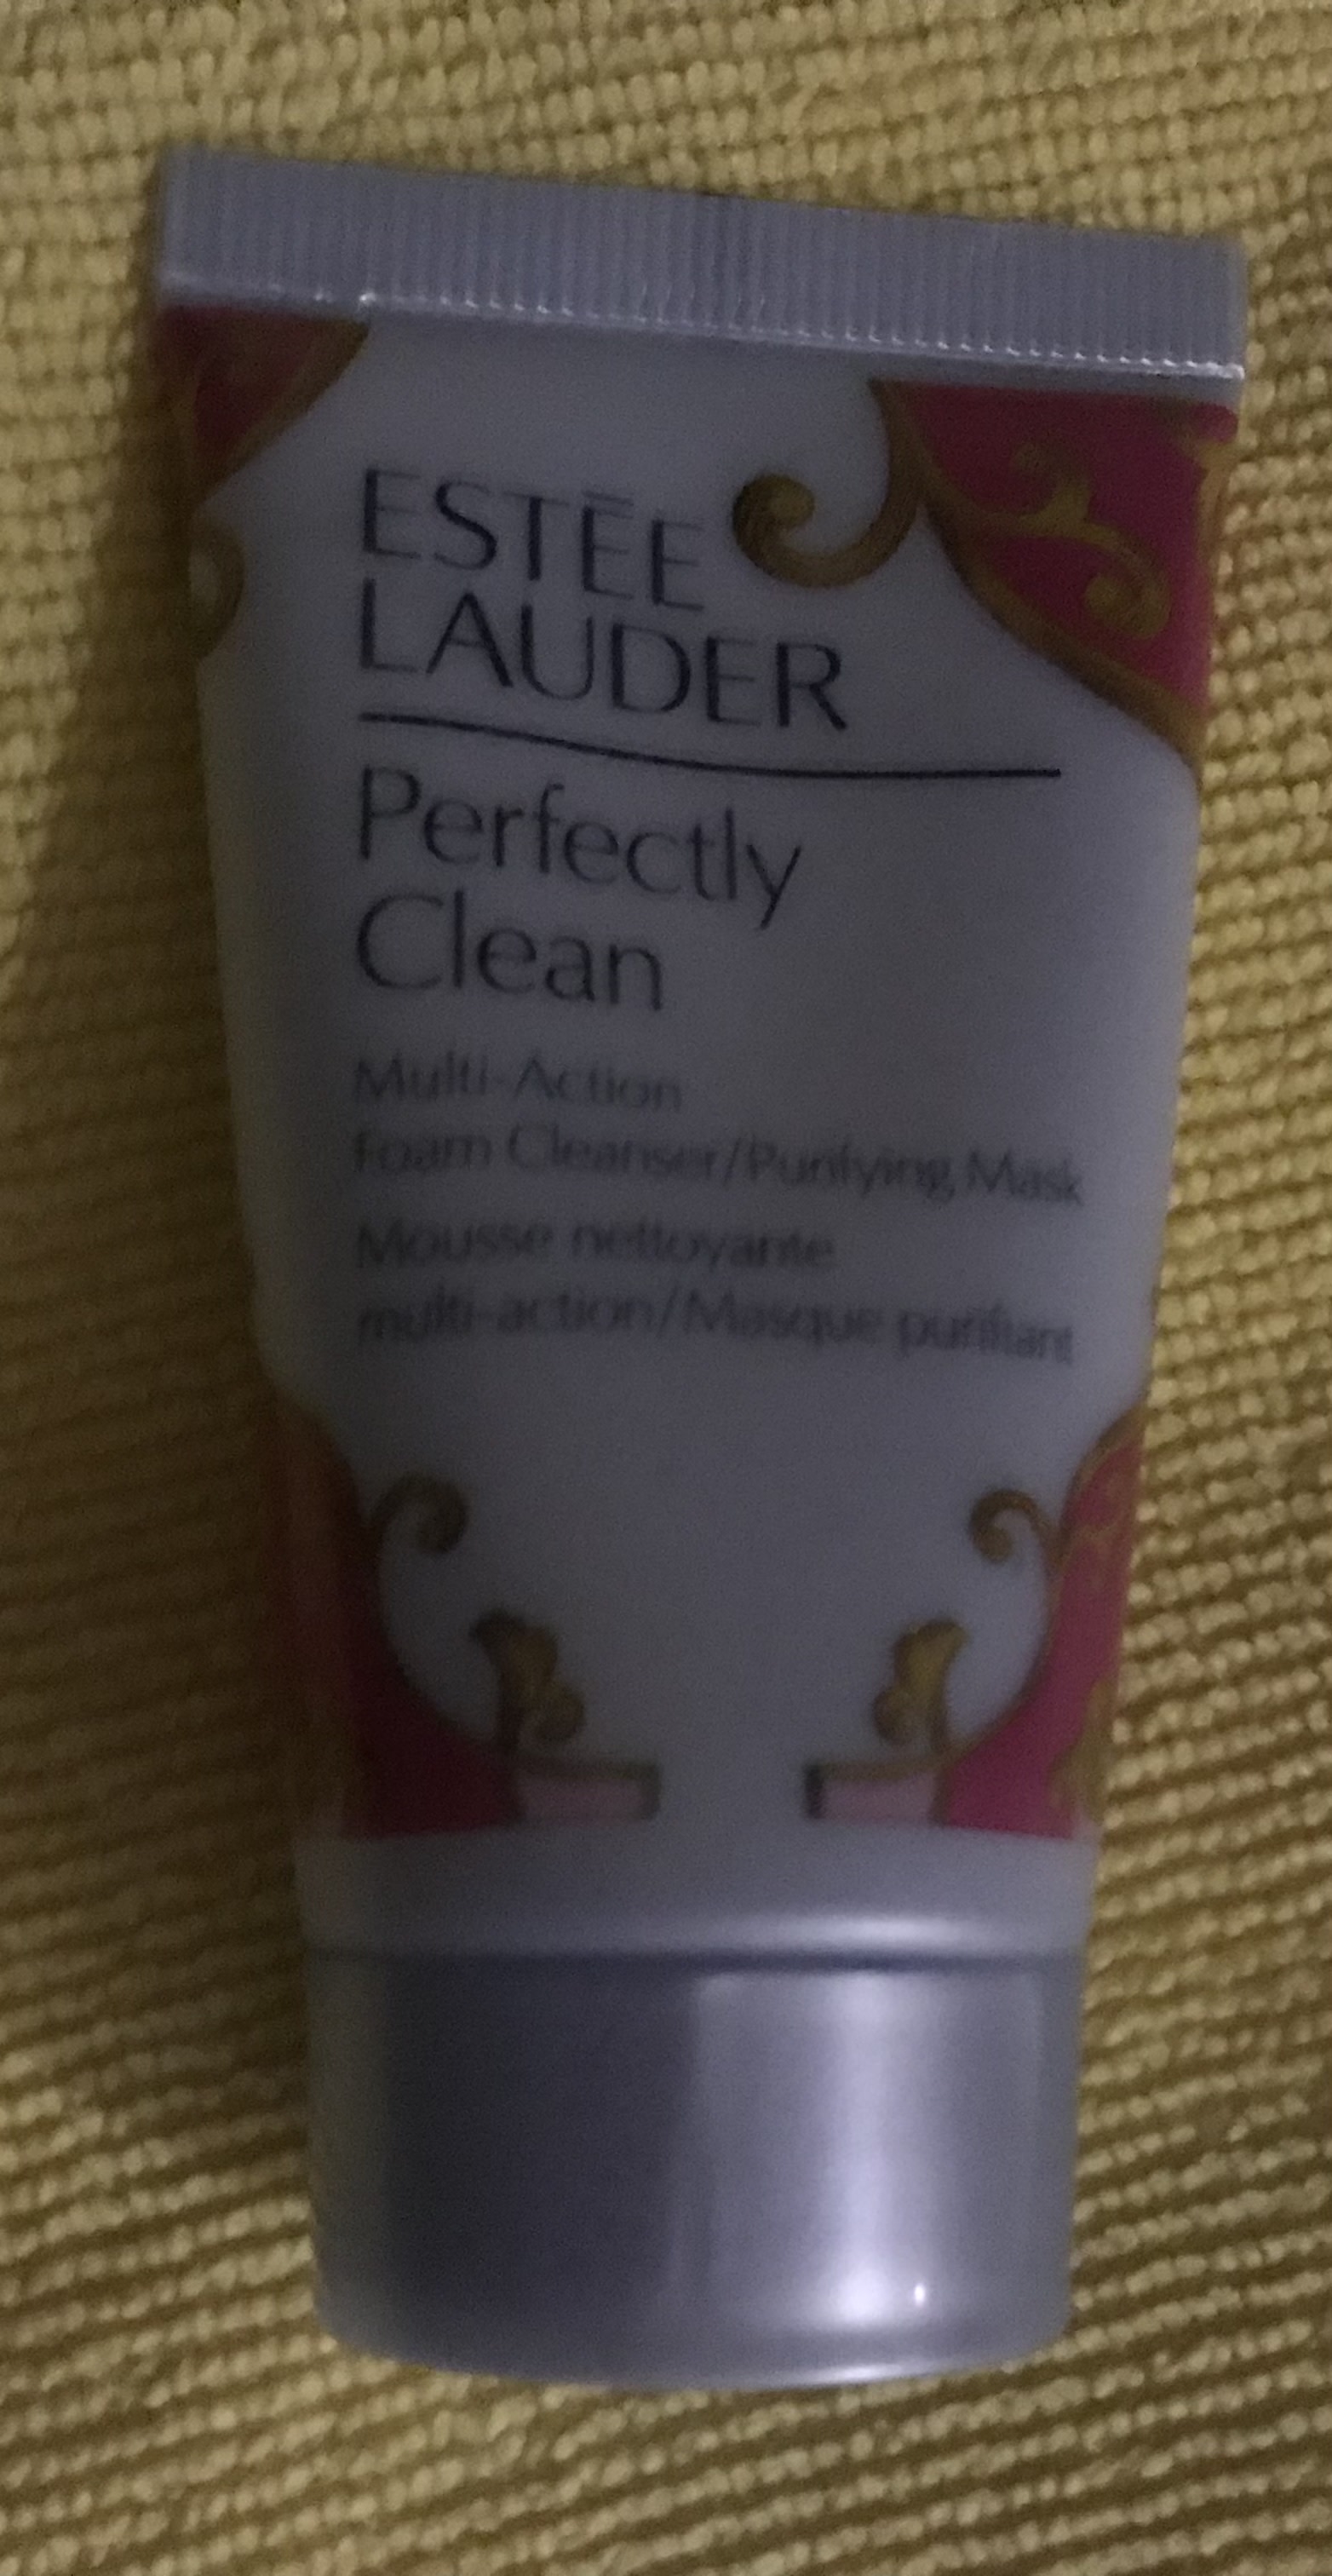 ESTĒE
LAUDER
Perfectly
Clean
Multi-Action
Foam Cleanser/Purifying Mask
Mousse nettoyante
multi-action/Masque purifiant